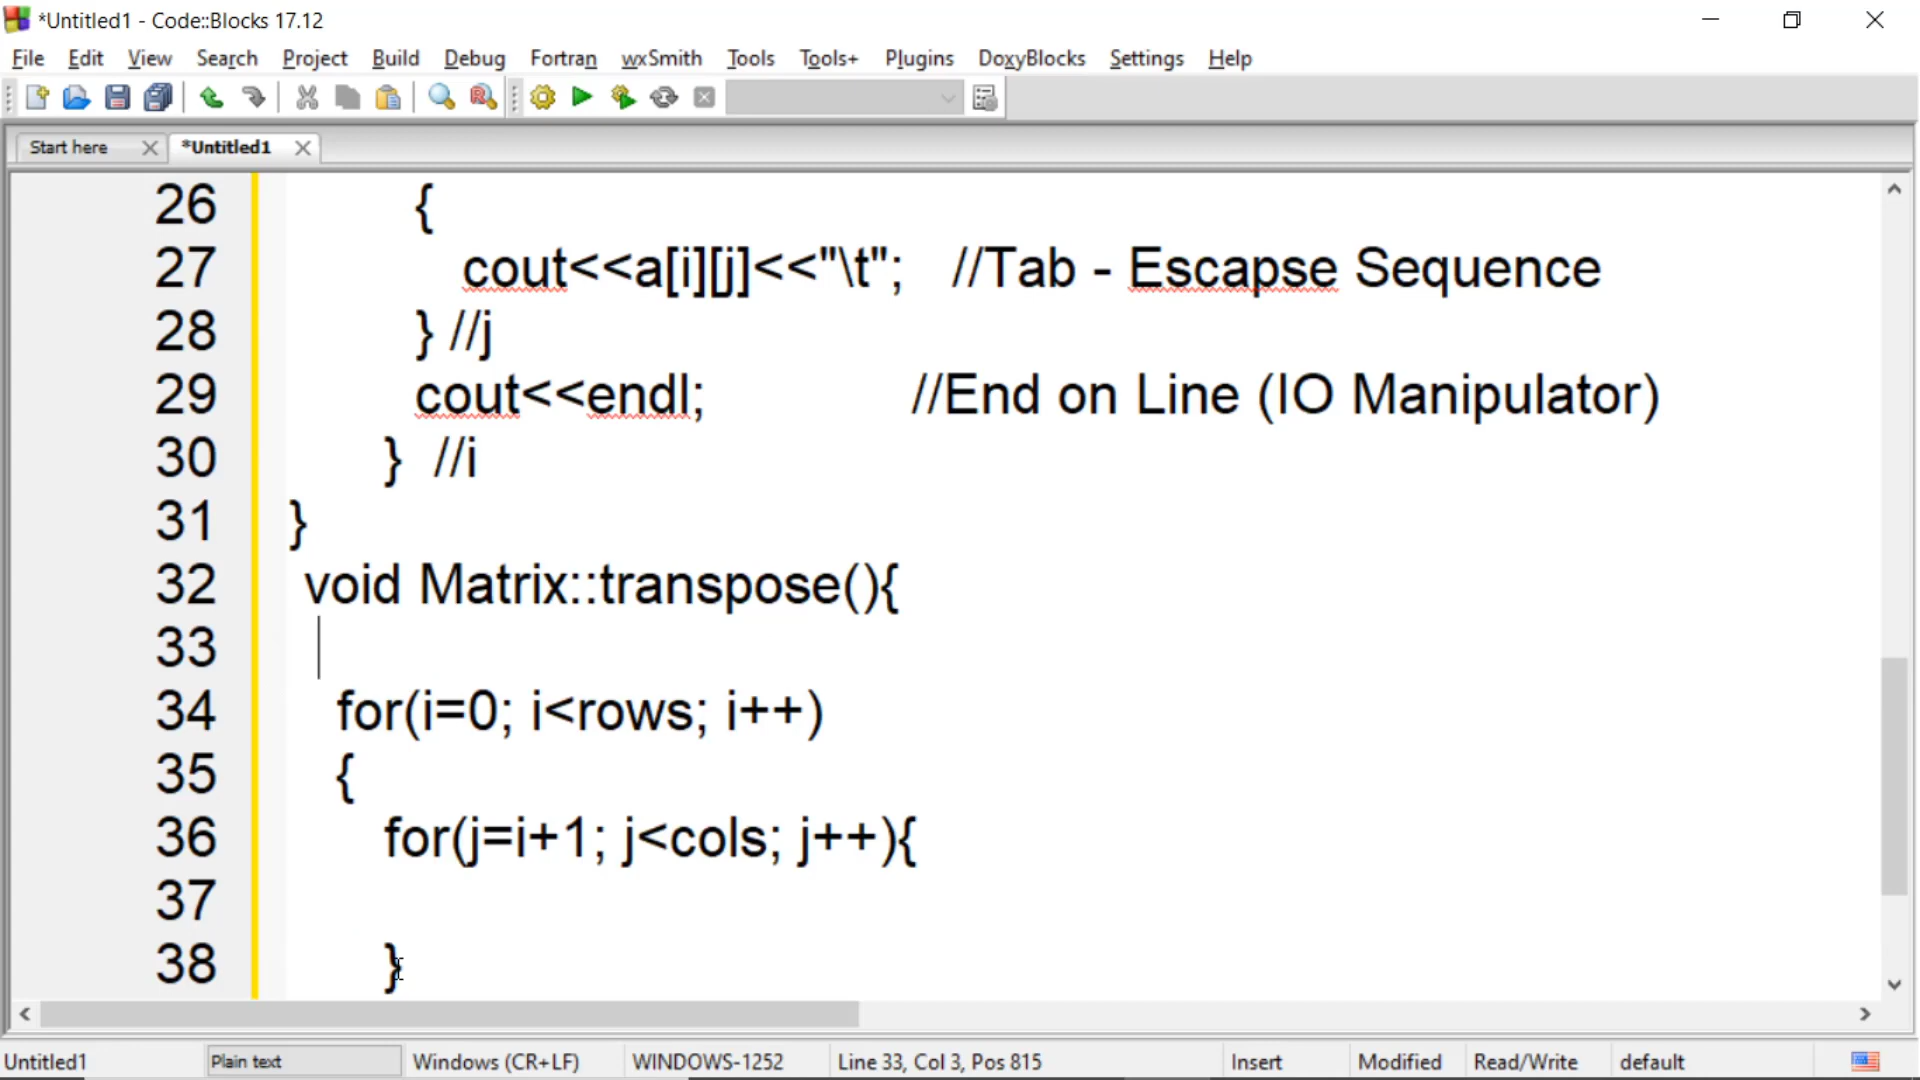 *Untitled1 - Code::Blocks 17.12
File Edit View Search Project Build Debug Fortran wxSmith Tools Tools+ Plugins DoxyBlocks Settings Help
Start here *Untitled1
26 {
27 cout<<a[i][j]<<"\t"; //Tab - Escapse Sequence
28 } //j
29 cout<<endl; //End on Line (IO Manipulator)
30 } //i
31 }
32 void Matrix::transpose(){
33
34 for(i=0; i<rows; i++)
35 {
36 for(j=i+1; j<cols; j++){
37
38 }
Untitled1 Plain text Windows (CR+LF) WINDOWS-1252 Line 33, Col 3, Pos 815 Insert Modified Read/Write default